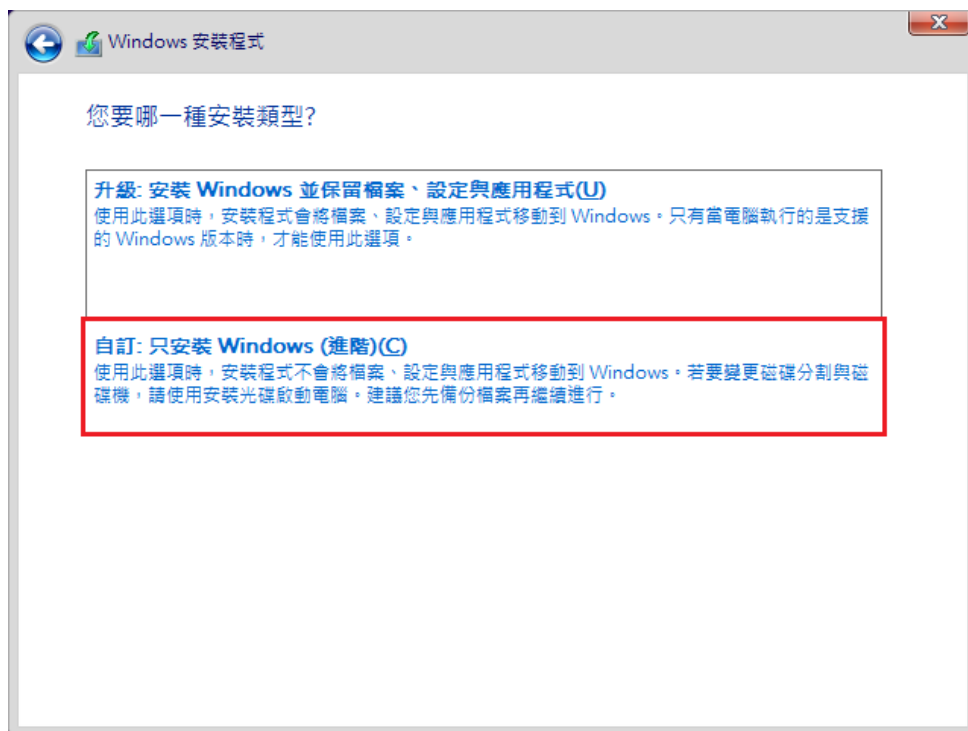 Windows 安裝程式
您要哪一種安裝類型?
升級: 安裝 Windows 並保留檔案、設定與應用程式(U)
使用此選項時，安裝程式會將檔案、設定與應用程式移動到 Windows。只有當電腦執行的是支援
的 Windows 版本時，才能使用此選項。
自訂: 只安裝 Windows (進階)(C)
使用此選項時，安裝程式不會將檔案、設定與應用程式移動到 Windows。若要變更磁碟分割與磁
碟機，請使用安裝光碟啟動電腦。建議您先備份檔案再繼續進行。